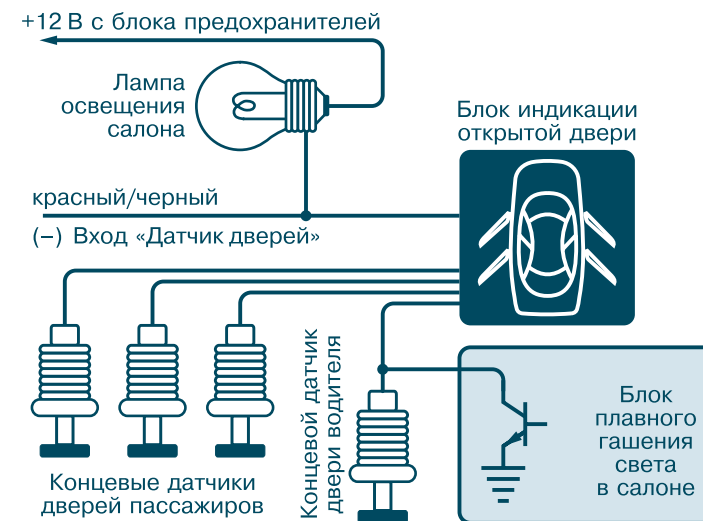 +12 В с блока предохранителей
Лампа
освещения
салона
Блок индикации
открытой двери
красный/черный
(−) Вход «Датчик дверей»
Концевой датчик
двери водителя
Блок
плавного
гашения
света
в салоне
Концевые датчики
дверей пассажиров